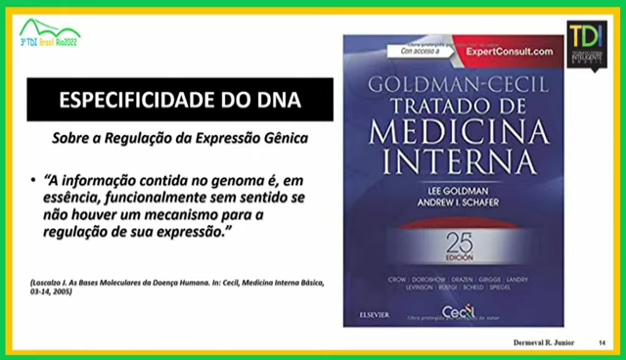 3º TDI Brasil Rio2022
TDI
ESPECIFICIDADE DO DNA
Sobre a Regulação da Expressão Gênica
• “A informação contida no genoma é, em
essência, funcionalmente sem sentido se
não houver um mecanismo para a
regulação de sua expressão.”
(Loscalzo J. As Bases Moleculares da Doença Humana. In: Cecil, Medicina Interna Básica,
03-14, 2005)
Con acceso a
ExpertConsult.com
GOLDMAN-CECIL
TRATADO DE
MEDICINA
INTERNA
LEE GOLDMAN
ANDREW I. SCHAFER
25
EDICIÓN
CROW | DOROSHOW | DRAZEN | GRIGGS | LANDRY
LEVINSON | RUSTGI | SCHELD | SPIEGEL
ELSEVIER
Cecil
Dermeval R. Junior
14